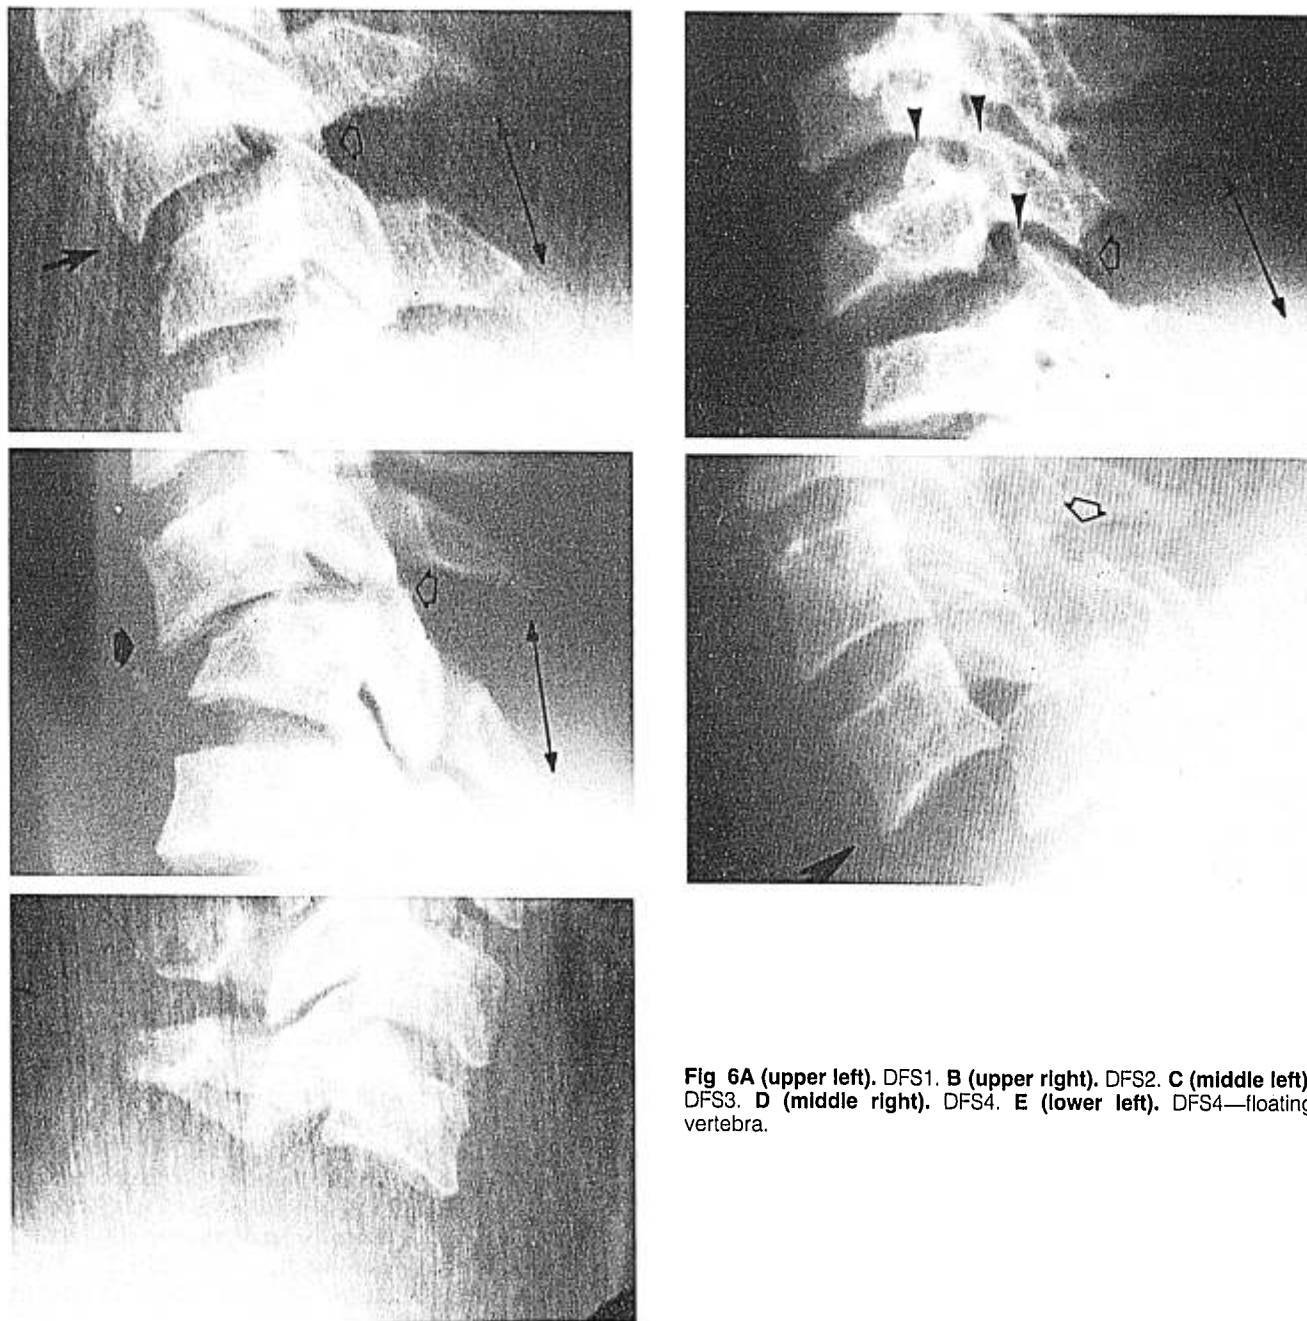 Fig 6A (upper left). DFS1. B (upper right). DFS2. C (middle left)
DFS3. D (middle right). DFS4. E (lower left). DFS4—floating
vertebra.